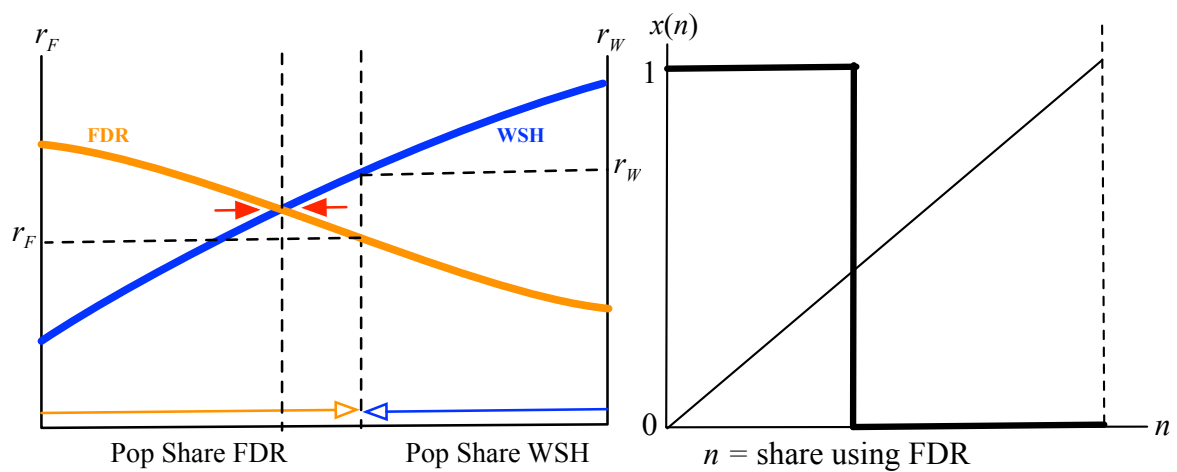 r_F
r_W
FDR
WSH
r_W
r_F
Pop Share FDR
Pop Share WSH
x(n)
1
0
n
n = share using FDR